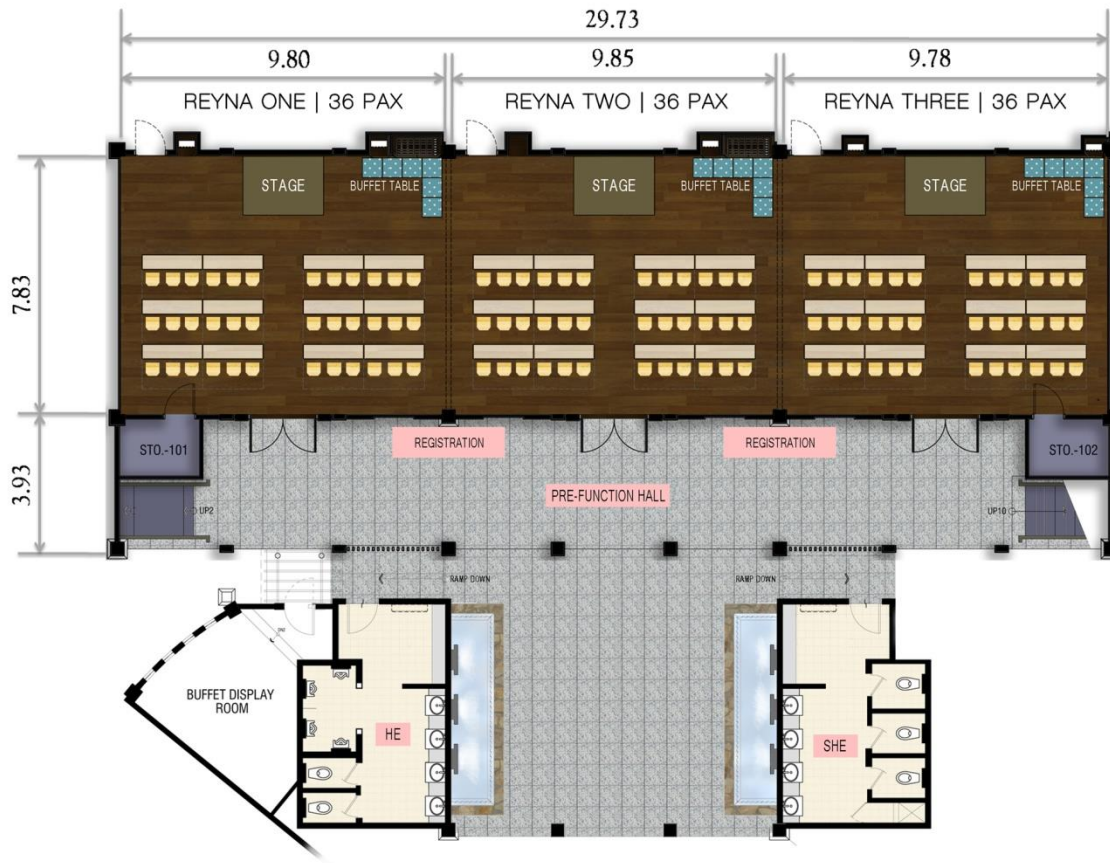 29.73
9.80
9.85
9.78
REYNA ONE | 36 PAX
REYNA TWO | 36 PAX
REYNA THREE | 36 PAX
STAGE
BUFFET TABLE
STAGE
BUFFET TABLE
STAGE
BUFFET TABLE
7.83
3.93
STO.-101
REGISTRATION
REGISTRATION
STO.-102
PRE-FUNCTION HALL
UP2
UP10
RAMP DOWN
RAMP DOWN
BUFFET DISPLAY
ROOM
HE
SHE